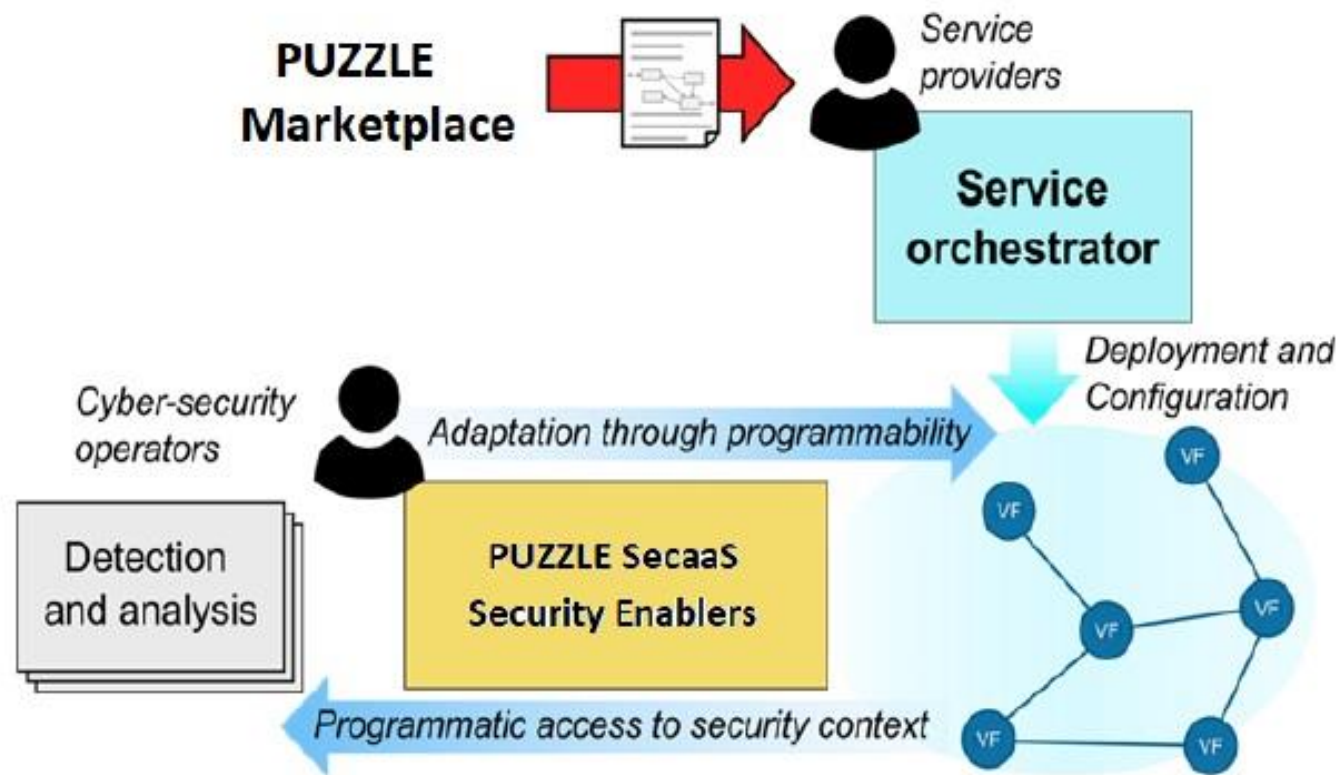 PUZZLE
Marketplace
Service
providers
Service
orchestrator
Deployment and
Configuration
Cyber-security
operators
Adaptation through programmability
Detection
and analysis
PUZZLE SecaaS
Security Enablers
VF
VF
VF
VF
VF
VF
Programmatic access to security context